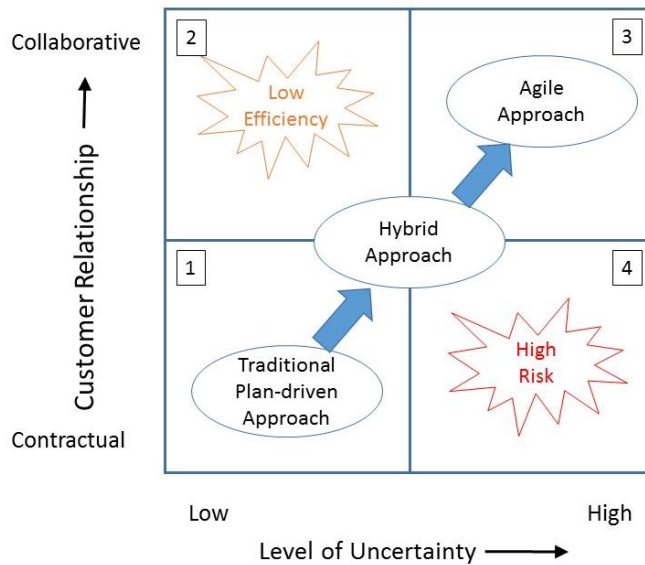 Collaborative
2
3
Low
Efficiency
Agile
Approach
Customer Relationship
Hybrid
Approach
1
4
High
Risk
Traditional
Plan-driven
Approach
Contractual
Low
High
Level of Uncertainty